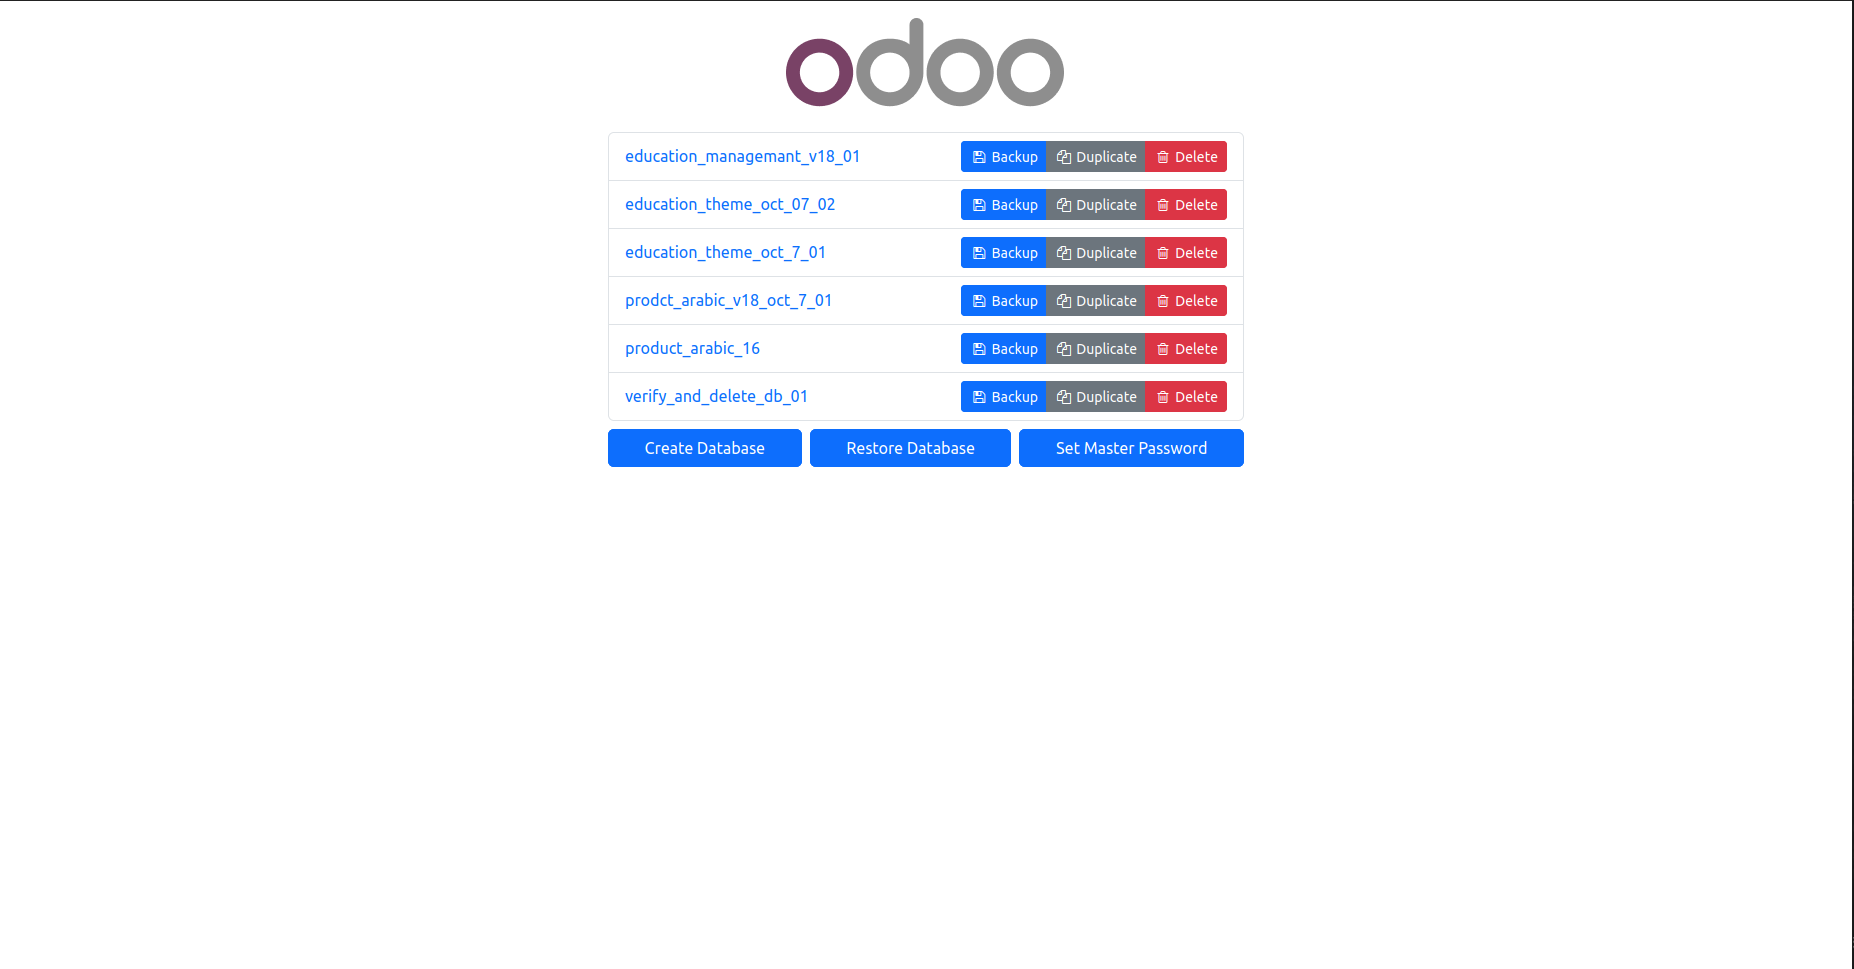 odoo
education_managemant_v18_01 Backup Duplicate Delete
education_theme_oct_07_02 Backup Duplicate Delete
education_theme_oct_7_01 Backup Duplicate Delete
prodct_arabic_v18_oct_7_01 Backup Duplicate Delete
product_arabic_16 Backup Duplicate Delete
verify_and_delete_db_01 Backup Duplicate Delete
Create Database Restore Database Set Master Password